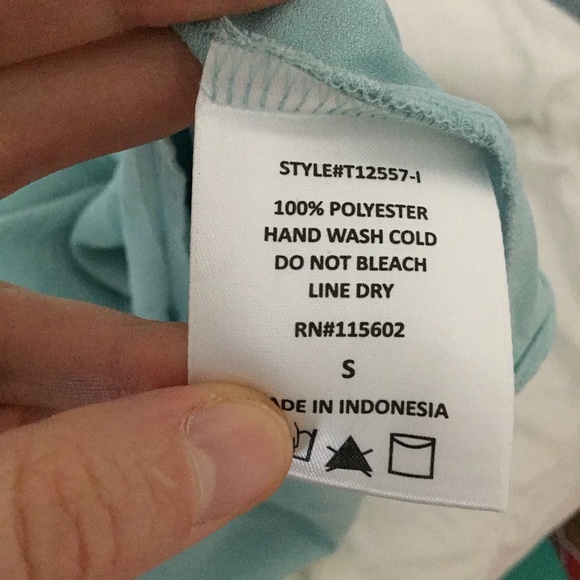 STYLE#T12557-I
100% POLYESTER
HAND WASH COLD
DO NOT BLEACH
LINE DRY
RN#115602
S
ADE IN INDONESIA